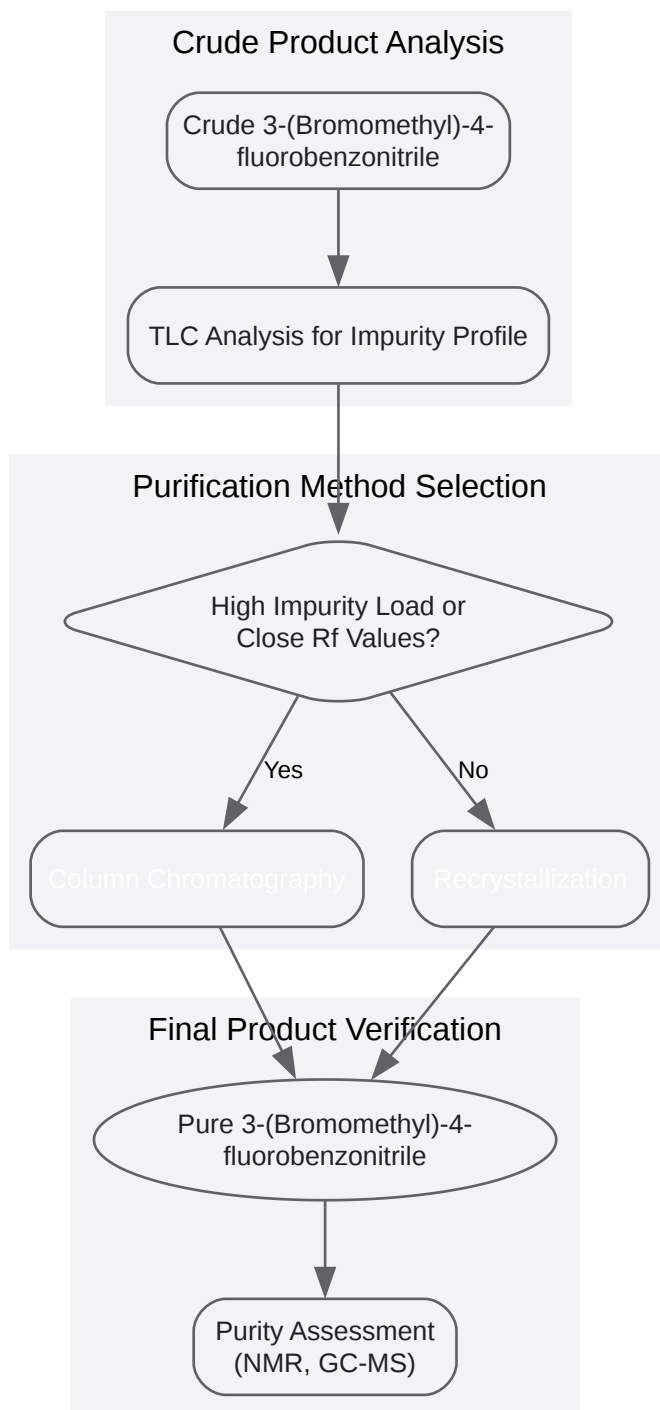 Crude Product Analysis
Crude 3-(Bromomethyl)-4-
fluorobenzonitrile
TLC Analysis for Impurity Profile
Purification Method Selection
High Impurity Load or
Close Rf Values?
Yes
No
Column Chromatography
Recrystallization
Final Product Verification
Pure 3-(Bromomethyl)-4-
fluorobenzonitrile
Purity Assessment
(NMR, GC-MS)